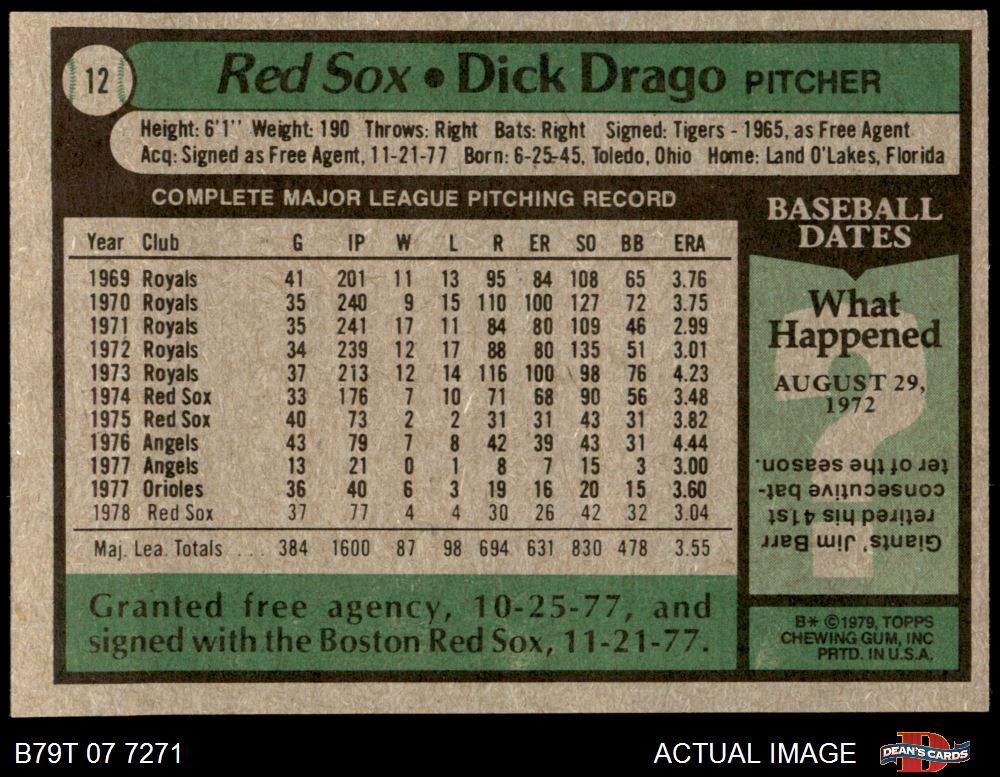 12
Red Sox • Dick Drago PITCHER
Height: 6'1'' Weight: 190 Throws: Right Bats: Right Signed: Tigers - 1965, as Free Agent
Acq: Signed as Free Agent, 11-21-77 Born: 6-25-45, Toledo, Ohio Home: Land O'Lakes, Florida
COMPLETE MAJOR LEAGUE PITCHING RECORD
Year Club G IP W L R ER SO BB ERA
1969 Royals 41 201 11 13 95 84 108 65 3.76
1970 Royals 35 240 9 15 110 100 127 72 3.75
1971 Royals 35 241 17 11 84 80 109 46 2.99
1972 Royals 34 239 12 17 88 80 135 51 3.01
1973 Royals 37 213 12 14 116 100 98 76 4.23
1974 Red Sox 33 176 7 10 71 68 90 56 3.48
1975 Red Sox 40 73 2 2 31 31 43 31 3.82
1976 Angels 43 79 7 8 42 39 43 31 4.44
1977 Angels 13 21 0 1 8 7 15 3 3.00
1977 Orioles 36 40 6 3 19 16 20 15 3.60
1978 Red Sox 37 77 4 4 30 26 42 32 3.04
Maj. Lea. Totals . . . 384 1600 87 98 694 631 830 478 3.55
Granted free agency, 10-25-77, and
signed with the Boston Red Sox, 11-21-77.
BASEBALL
DATES
What
Happened
AUGUST 29,
1972
?
Giants' Jim Barr
retired his 41st
consecutive bat-
ter of the season.
B* ©1979, TOPPS
CHEWING GUM, INC
PRTD. IN U.S.A.
B79T 07 7271
ACTUAL IMAGE
D
DEAN'S CARDS